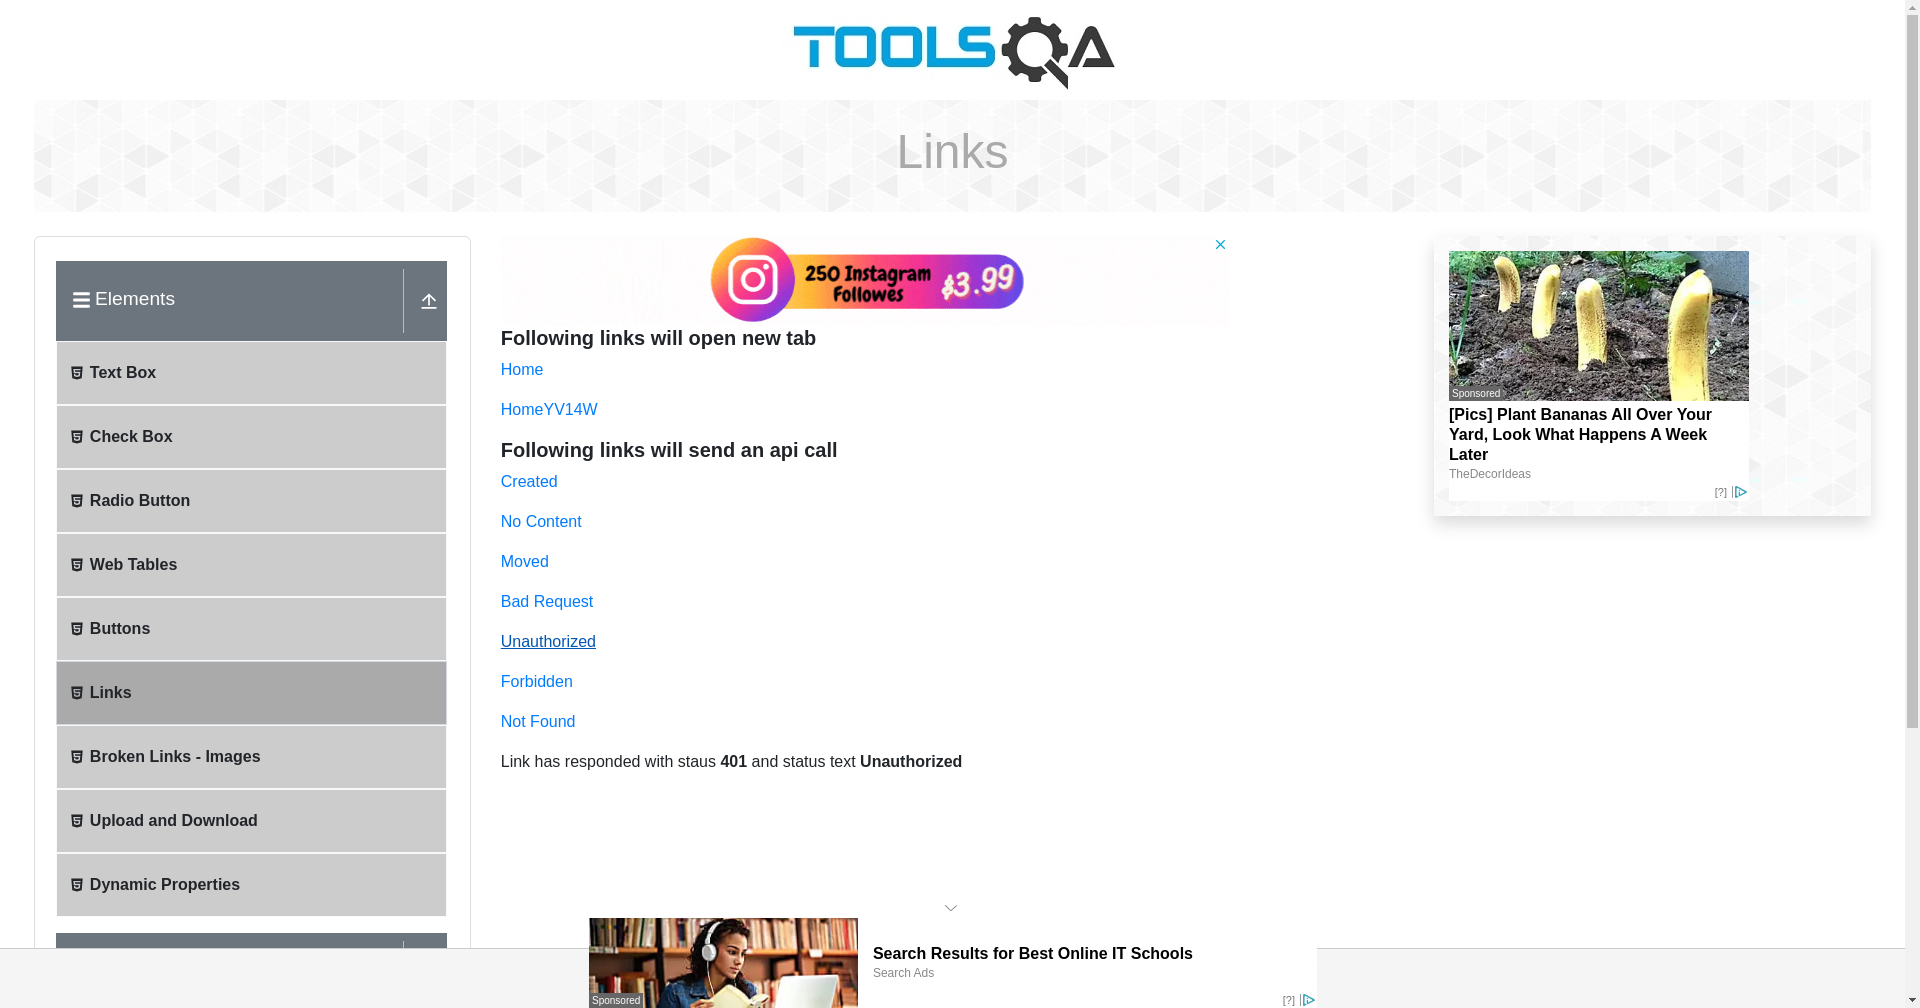 TOOLSQA
Links
Elements
Text Box
Check Box
Radio Button
Web Tables
Buttons
Links
Broken Links - Images
Upload and Download
Dynamic Properties
250 Instagram
Followes
$3.99
Following links will open new tab
Home
HomeYV14W
Following links will send an api call
Created
No Content
Moved
Bad Request
Unauthorized
Forbidden
Not Found
Link has responded with staus 401 and status text Unauthorized
Sponsored
[Pics] Plant Bananas All Over Your
Yard, Look What Happens A Week
Later
TheDecorIdeas
[?]
Sponsored
Search Results for Best Online IT Schools
Search Ads
[?]